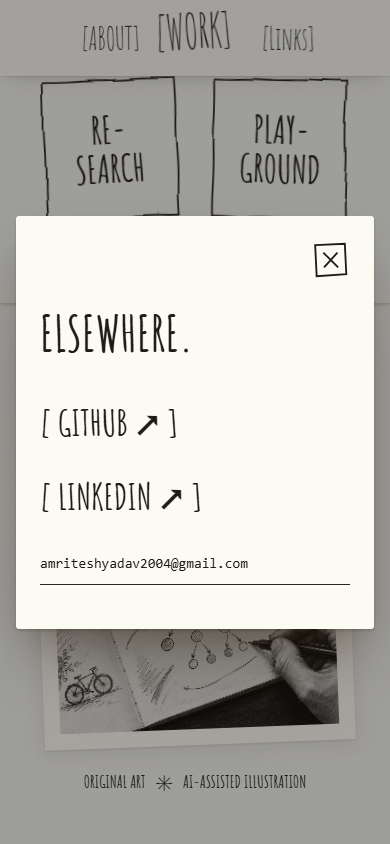 [ABOUT] [WORK] [Links]
RE-
SEARCH
PLAY-
GROUND
ELSEWHERE.
[ GITHUB ↗ ]
[ LINKEDIN ↗ ]
amriteshyadav2004@gmail.com
ORIGINAL ART ✳ AI-ASSISTED ILLUSTRATION